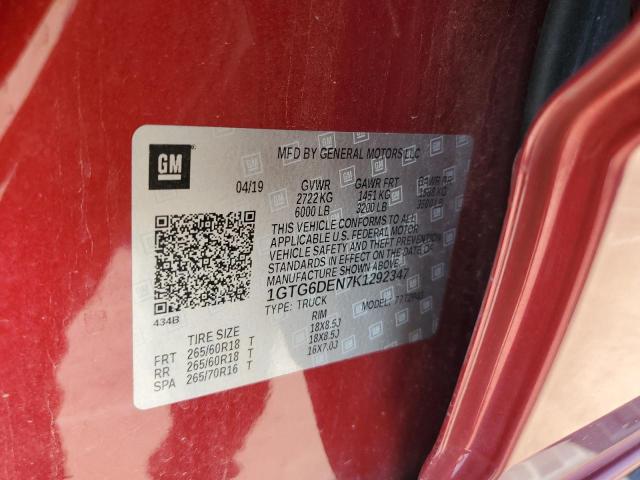 GM
MFD BY GENERAL MOTORS LLC
04/19
GVWR GAWR FRT GAWR RR
2722 KG 1451 KG
6000 LB 3200 LB
THIS VEHICLE CONFORMS TO ALL
APPLICABLE U.S. FEDERAL MOTOR
VEHICLE SAFETY AND THEFT PREVENTION
STANDARDS IN EFFECT ON THE DATE OF
MANUFACTURE SHOWN ABOVE.
1GTG6DEN7K1292347
TYPE: TRUCK MODEL:
434B
TIRE SIZE RIM
FRT 265/60R18 T 18X8.5J
RR 265/60R18 T 18X8.5J
SPA 265/70R16 T 16X7.0J